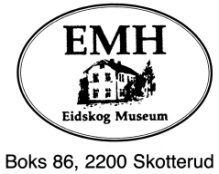 EMH
Eidskog Museum
Boks 86, 2200 Skotterud